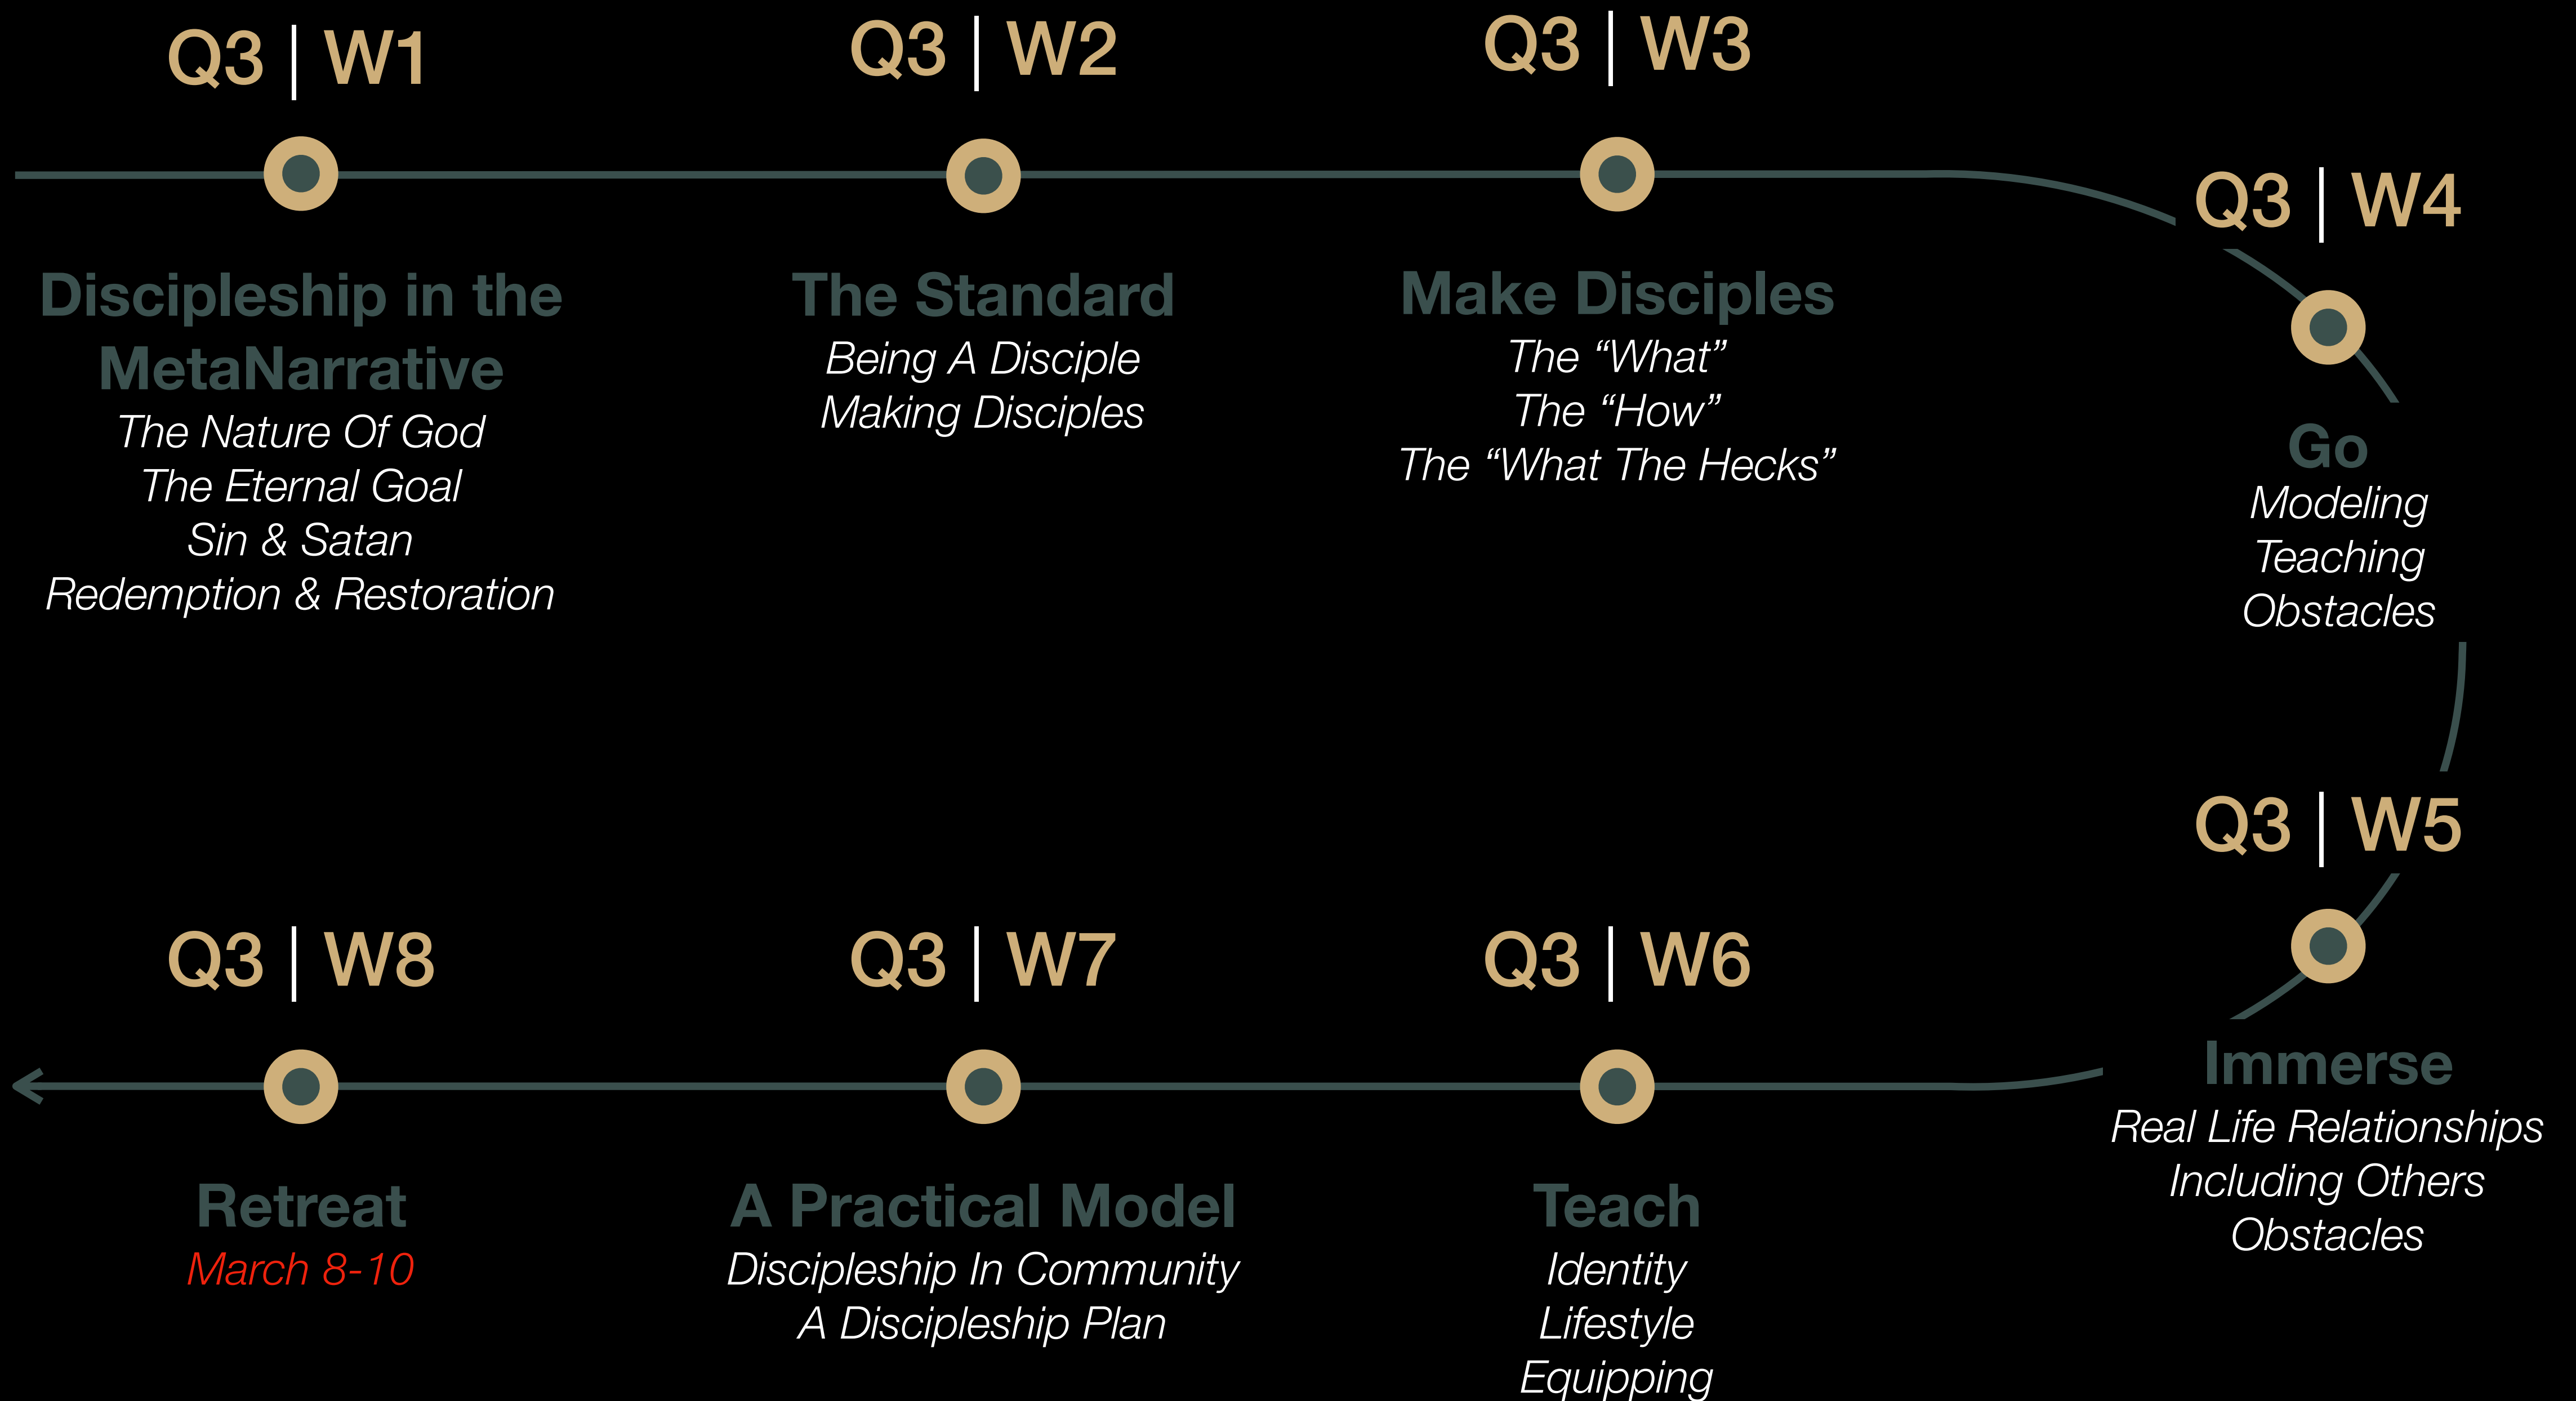 Q3 | W1
Discipleship in the
MetaNarrative
The Nature Of God
The Eternal Goal
Sin & Satan
Redemption & Restoration
Q3 | W2
The Standard
Being A Disciple
Making Disciples
Q3 | W3
Make Disciples
The “What”
The “How”
The “What The Hecks”
Q3 | W4
Go
Modeling
Teaching
Obstacles
Q3 | W5
Immerse
Real Life Relationships
Including Others
Obstacles
Q3 | W6
Teach
Identity
Lifestyle
Equipping
Q3 | W7
A Practical Model
Discipleship In Community
A Discipleship Plan
Q3 | W8
Retreat
March 8-10